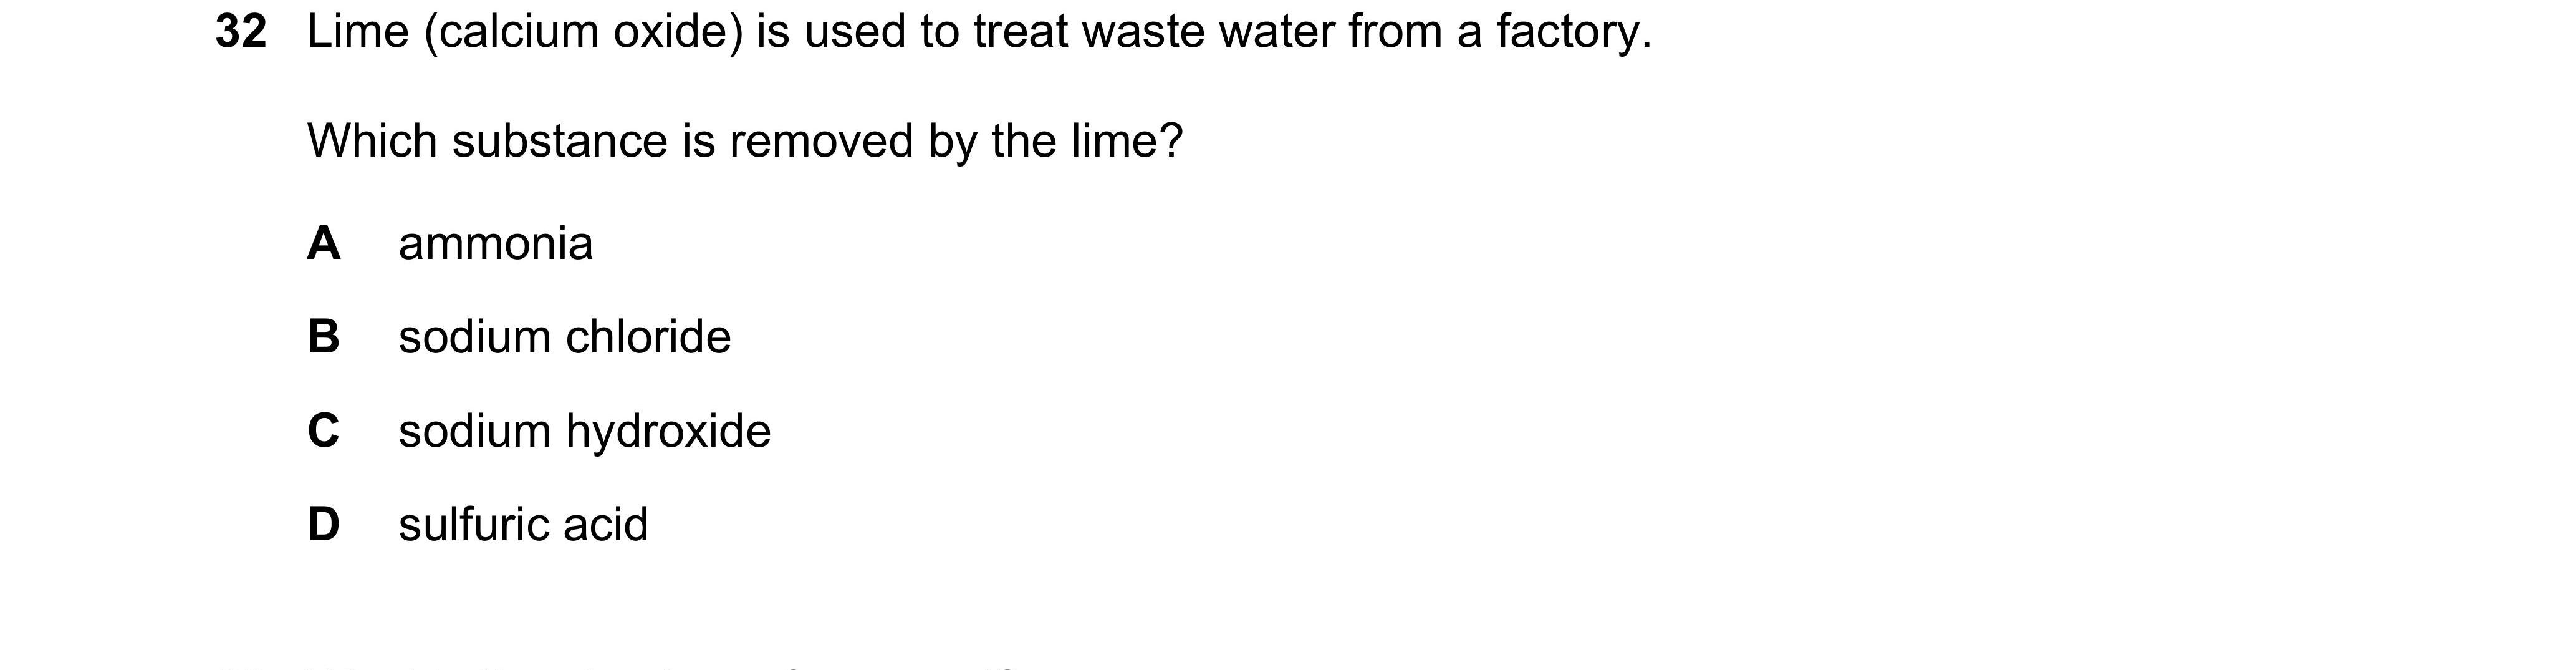 32 Lime (calcium oxide) is used to treat waste water from a factory.
Which substance is removed by the lime?
A ammonia
B sodium chloride
C sodium hydroxide
D sulfuric acid